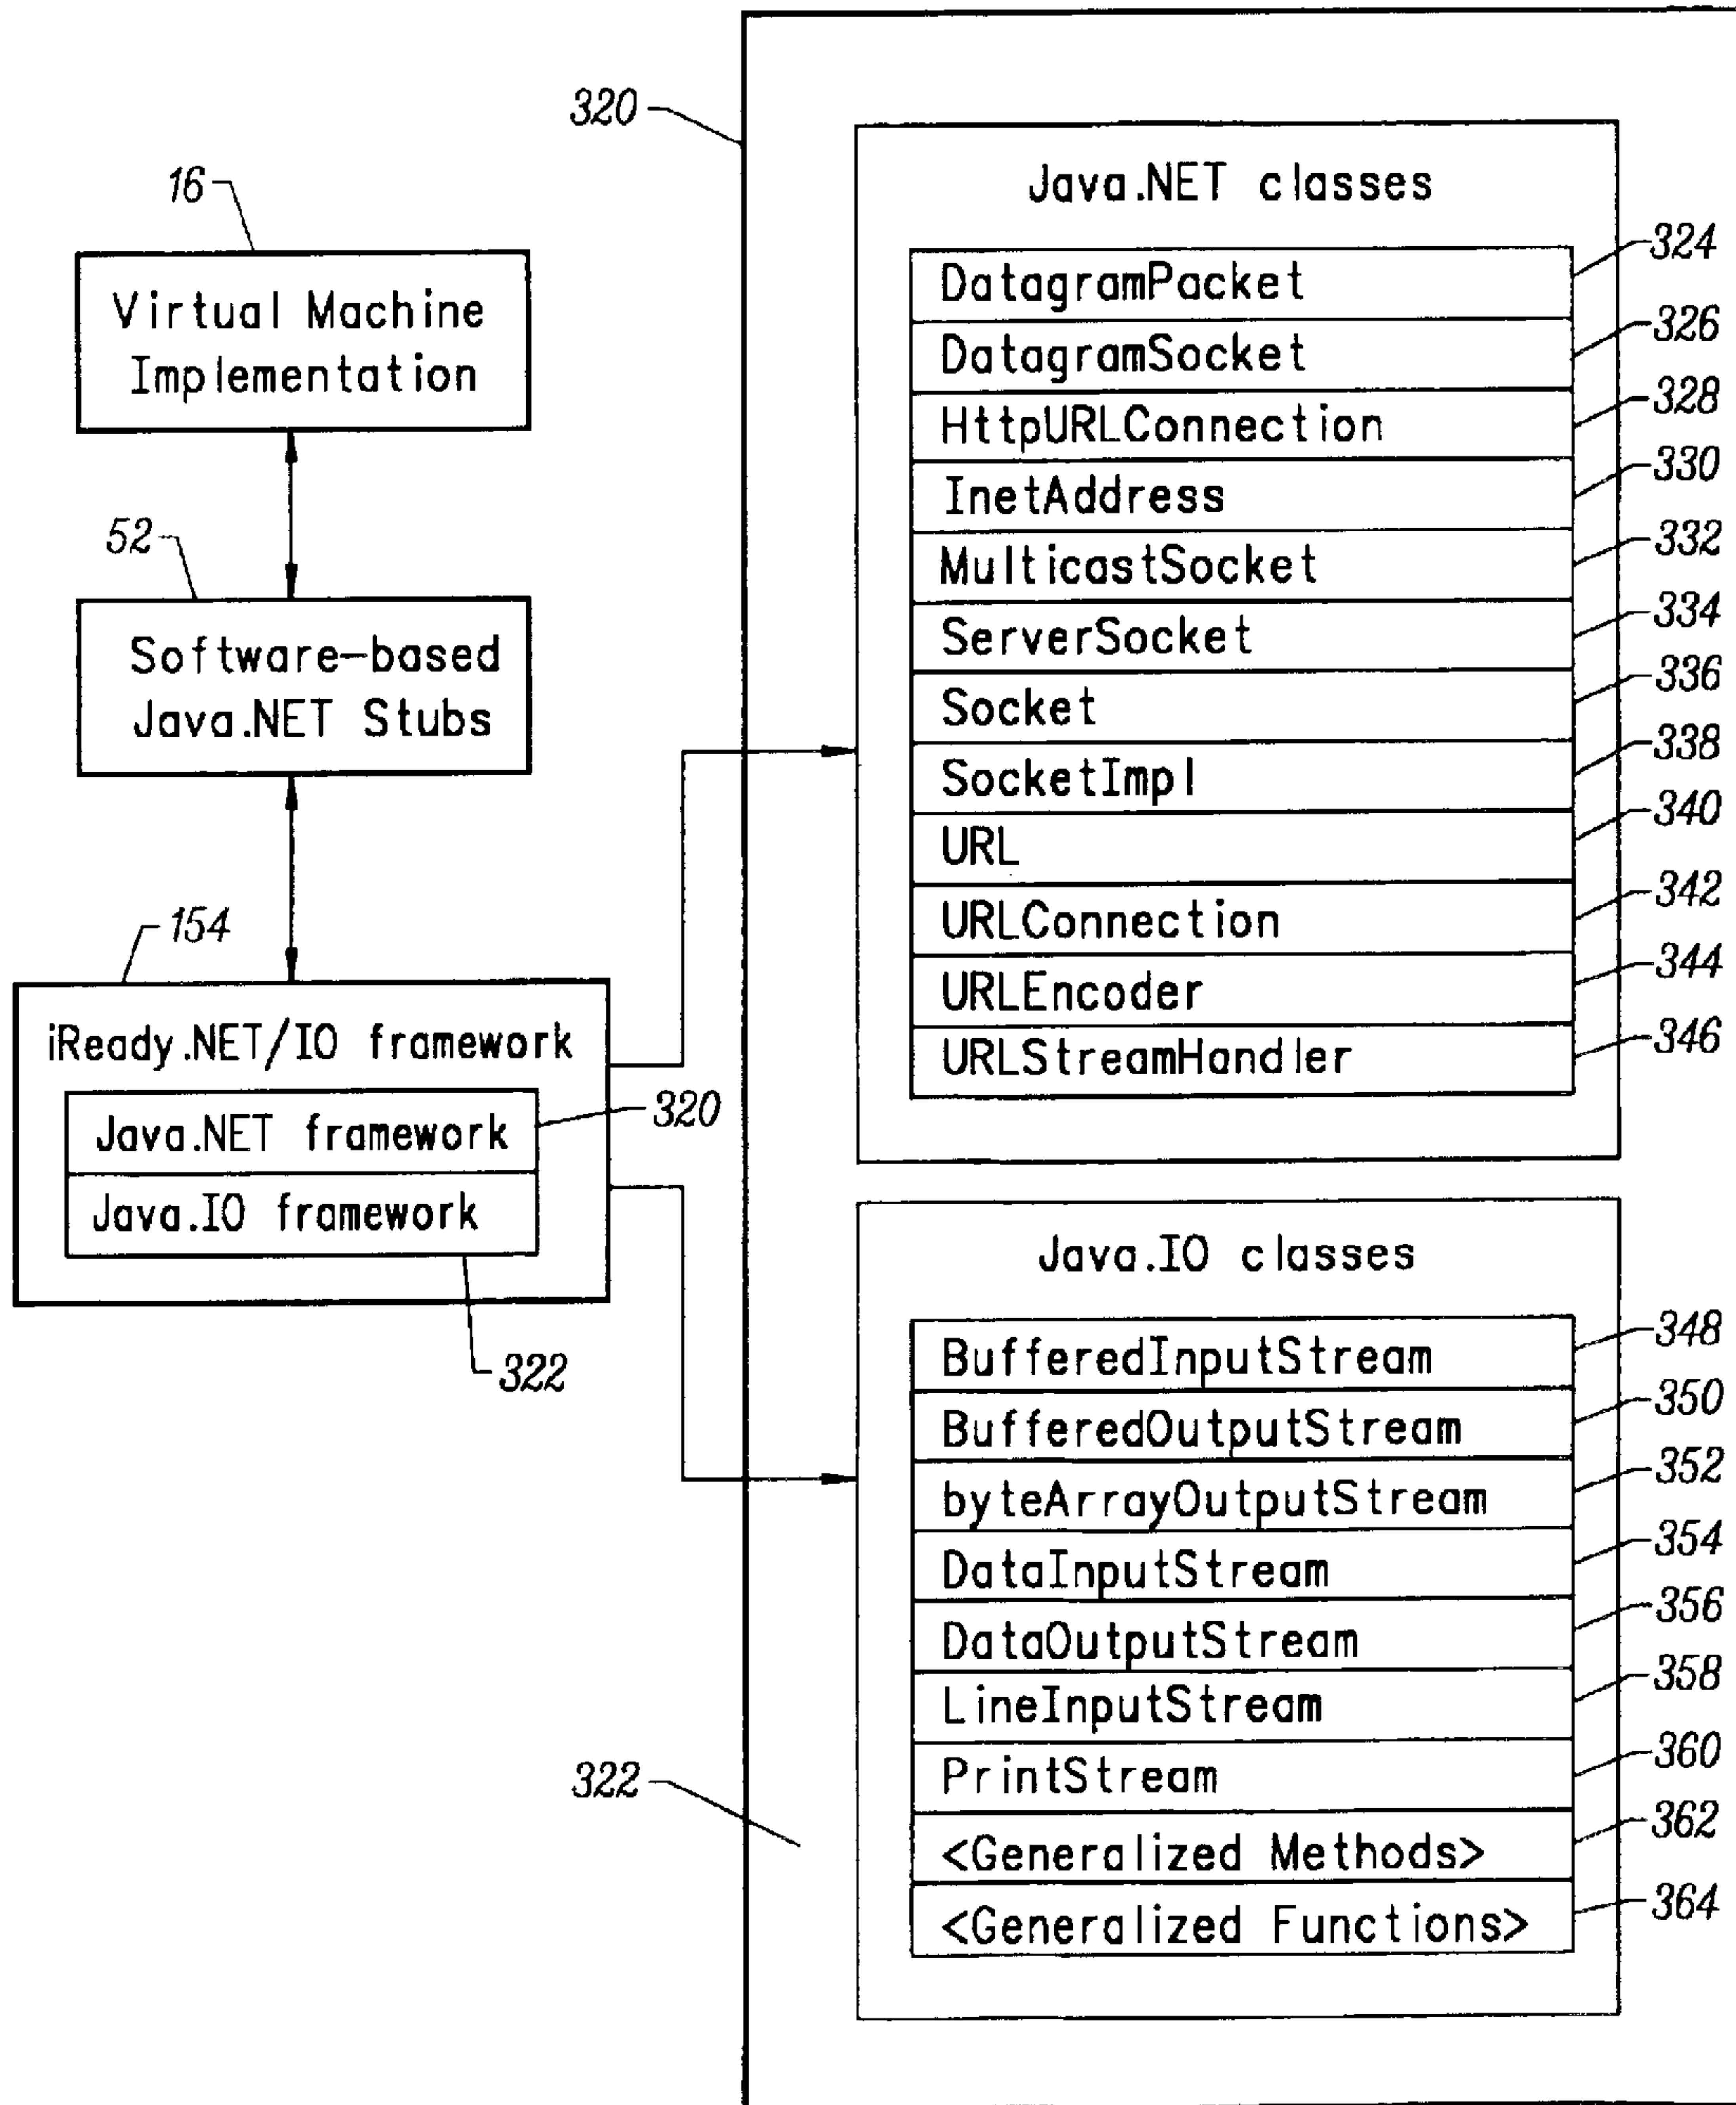 16
Virtual Machine
Implementation
52
Software-based
Java.NET Stubs
154
iReady.NET/IO framework
Java.NET framework
320
Java.IO framework
322
320
Java.NET classes
DatagramPacket
324
DatagramSocket
326
HttpURLConnection
328
InetAddress
330
MulticastSocket
332
ServerSocket
334
Socket
336
SocketImpl
338
URL
340
URLConnection
342
URLEncoder
344
URLStreamHandler
346
322
Java.IO classes
BufferedInputStream
348
BufferedOutputStream
350
byteArrayOutputStream
352
DataInputStream
354
DataOutputStream
356
LineInputStream
358
PrintStream
360
<Generalized Methods>
362
<Generalized Functions>
364